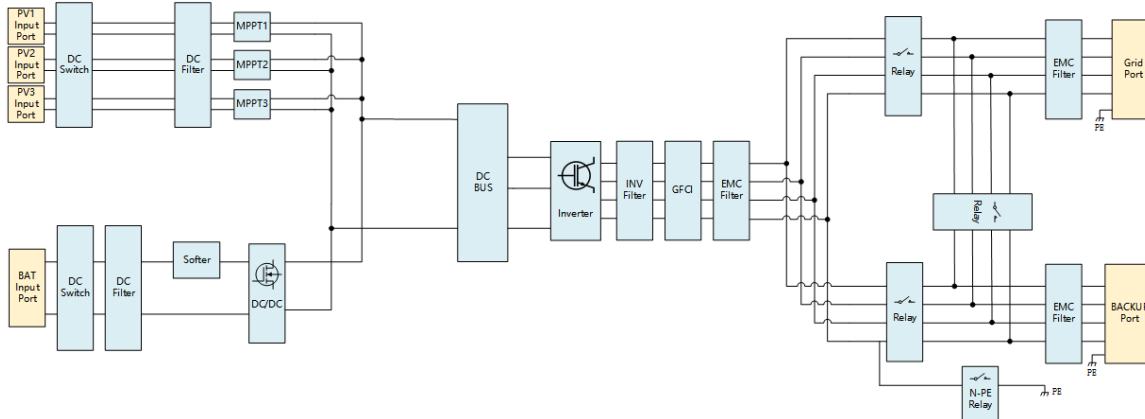 PV1
Input
Port
PV2
Input
Port
PV3
Input
Port
DC
Switch
DC
Filter
MPPT1
MPPT2
MPPT3
BAT
Input
Port
DC
Switch
DC
Filter
Softer
DC/DC
DC
BUS
Inverter
INV
Filter
GFCI
EMC
Filter
Relay
EMC
Filter
Grid
Port
PE
Relay
Relay
EMC
Filter
BACKUP
Port
PE
N-PE
Relay
PE